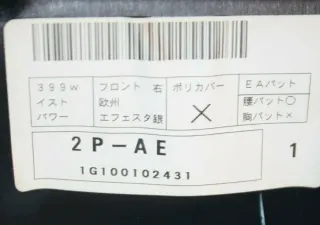 399w フロント 右 ポリカバー EAパット
イスト 欧州 × 腰パット○
パワー エフェスタ銀 胸パット×
2P-AE 1
1G100102431